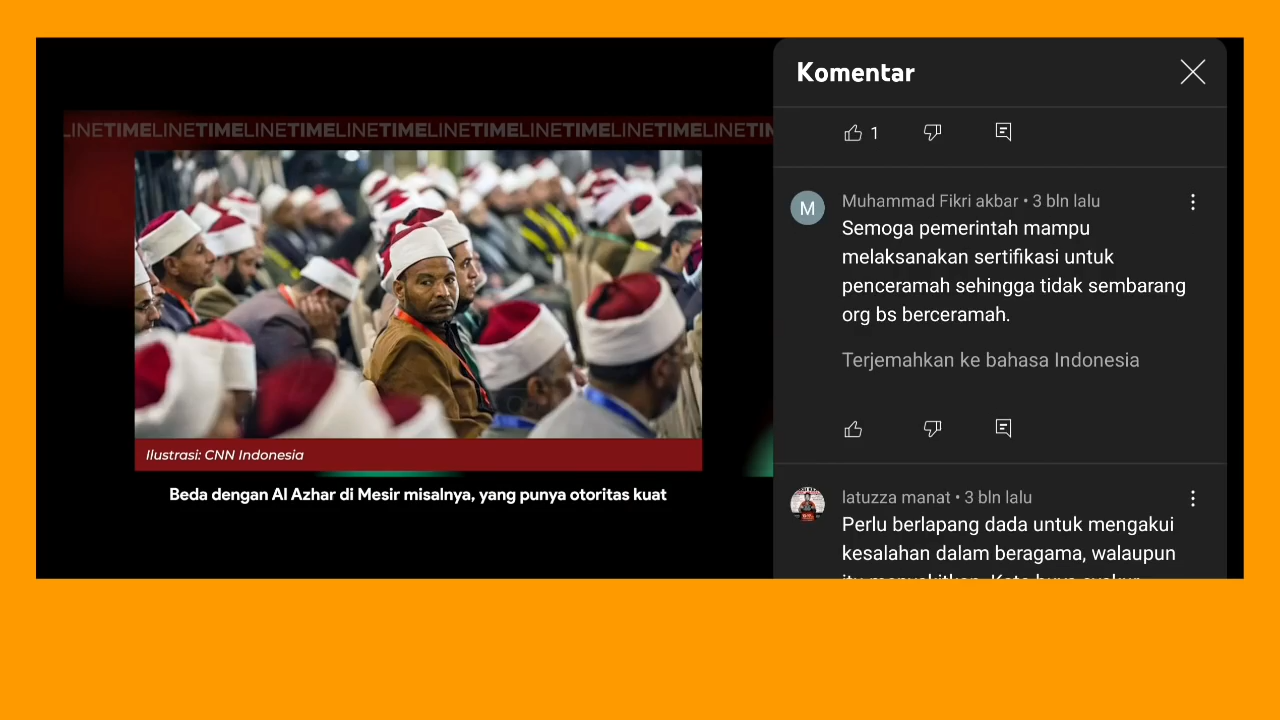 LINETIMELINETIMELINETIMELINETIMELINETIMELINETIMELINETIMELINETIM
Ilustrasi: CNN Indonesia
Beda dengan Al Azhar di Mesir misalnya, yang punya otoritas kuat
Komentar
1
M
Muhammad Fikri akbar • 3 bln lalu
Semoga pemerintah mampu
melaksanakan sertifikasi untuk
penceramah sehingga tidak sembarang
org bs berceramah.
Terjemahkan ke bahasa Indonesia
latuzza manat • 3 bln lalu
Perlu berlapang dada untuk mengakui
kesalahan dalam beragama, walaupun